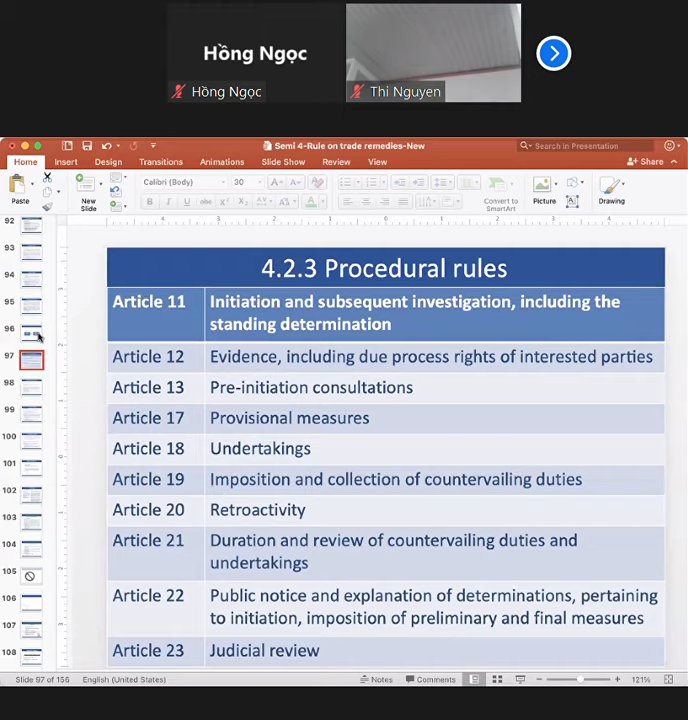 Hồng Ngọc
Hồng Ngọc
Thi Nguyen
Semi 4-Rule on trade remedies-New
Search in Presentation
Home Insert Design Transitions Animations Slide Show Review View
Share
Paste
New
Slide
Calibri (Body) 30
Convert to
SmartArt
Picture
Drawing
92
93
94
95
96
97
98
99
100
101
102
103
104
105
106
107
108
4.2.3 Procedural rules
Article 11 Initiation and subsequent investigation, including the
standing determination
Article 12 Evidence, including due process rights of interested parties
Article 13 Pre-initiation consultations
Article 17 Provisional measures
Article 18 Undertakings
Article 19 Imposition and collection of countervailing duties
Article 20 Retroactivity
Article 21 Duration and review of countervailing duties and
undertakings
Article 22 Public notice and explanation of determinations, pertaining
to initiation, imposition of preliminary and final measures
Article 23 Judicial review
Slide 97 of 156 English (United States) Notes Comments 121%